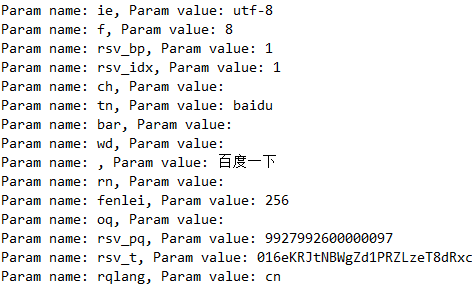 Param name: ie, Param value: utf-8
Param name: f, Param value: 8
Param name: rsv_bp, Param value: 1
Param name: rsv_idx, Param value: 1
Param name: ch, Param value:
Param name: tn, Param value: baidu
Param name: bar, Param value:
Param name: wd, Param value:
Param name: , Param value: 百度一下
Param name: rn, Param value:
Param name: fenlei, Param value: 256
Param name: oq, Param value:
Param name: rsv_pq, Param value: 9927992600000097
Param name: rsv_t, Param value: 016eKRJtNBWgZd1PRZLzeT8dRxc
Param name: rqlang, Param value: cn